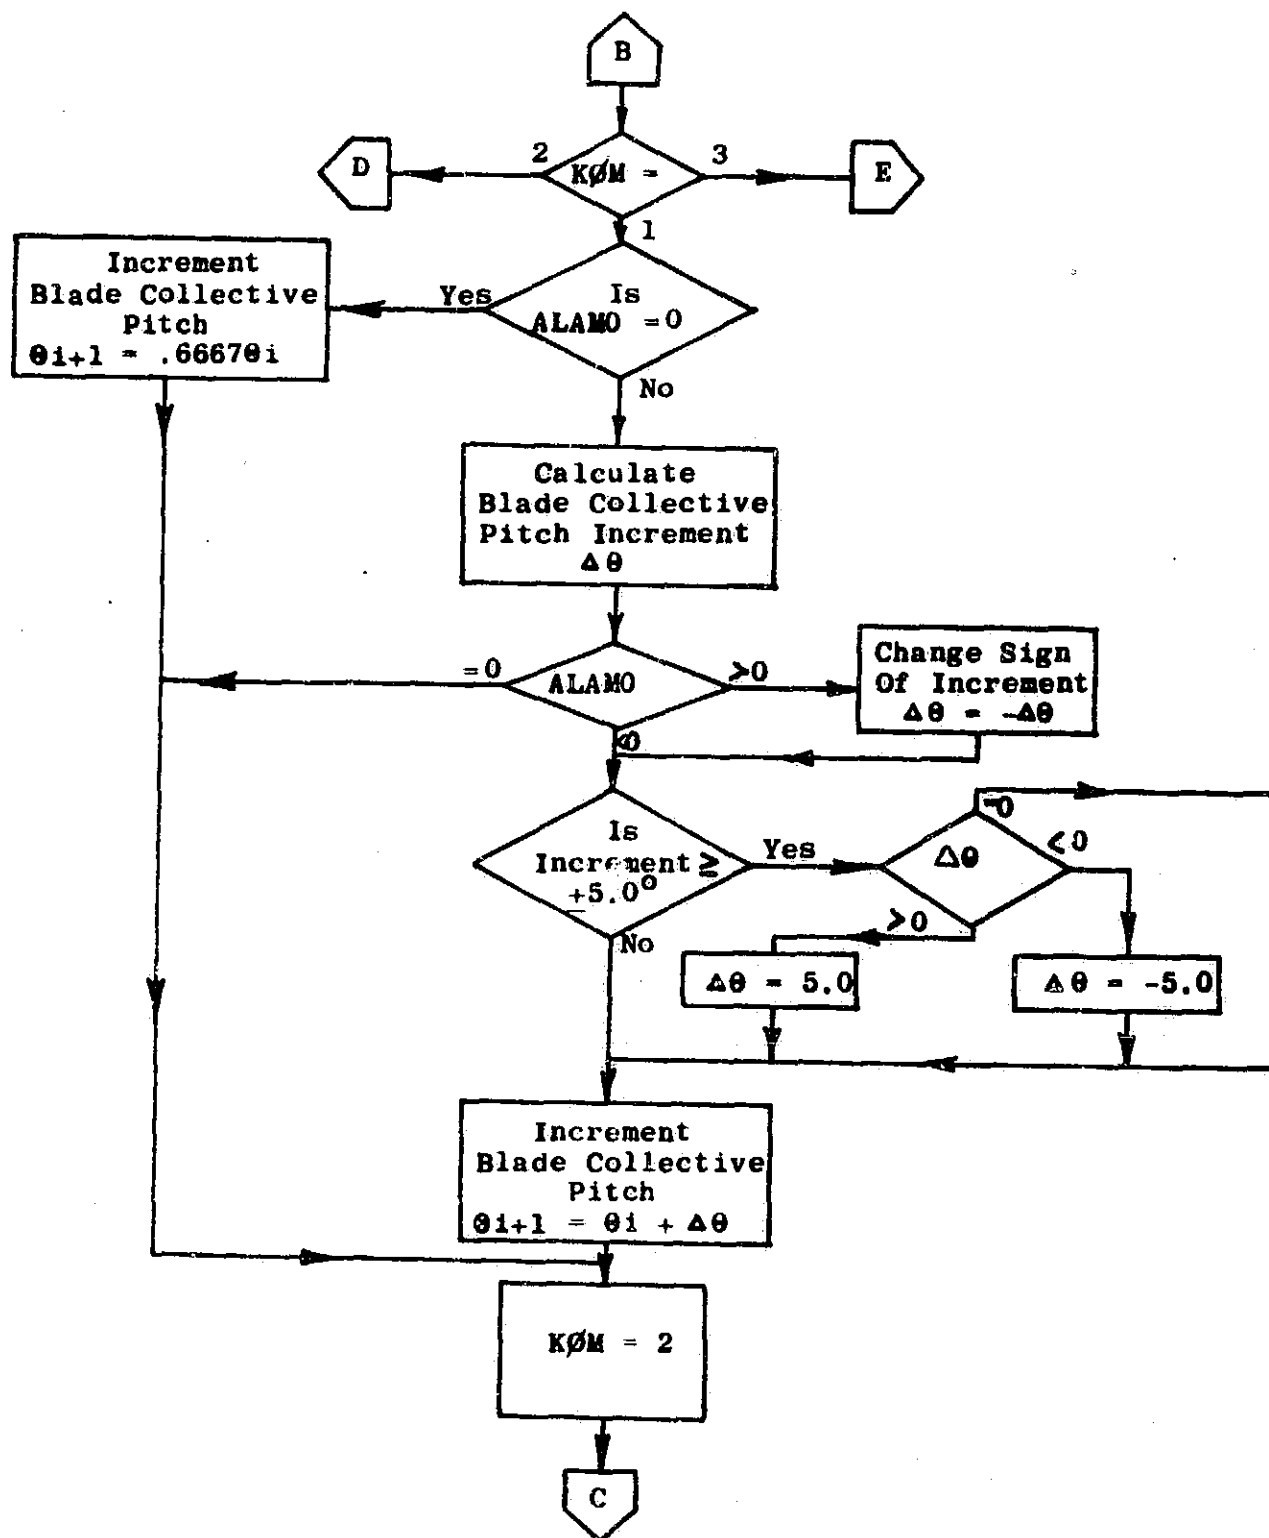 B
2
KØM =
3
D
E
1
Increment
Blade Collective
Pitch
θi+1 = .6667θi
Yes
Is
ALAMO =0
No
Calculate
Blade Collective
Pitch Increment
Δθ
=0
ALAMO
>0
Change Sign
Of Increment
Δθ = -Δθ
<0
Is
Increment ≥
±5.0°
Yes
=0
Δθ
<0
>0
No
Δθ = 5.0
Δθ = -5.0
Increment
Blade Collective
Pitch
θi+1 = θi + Δθ
KØM = 2
C